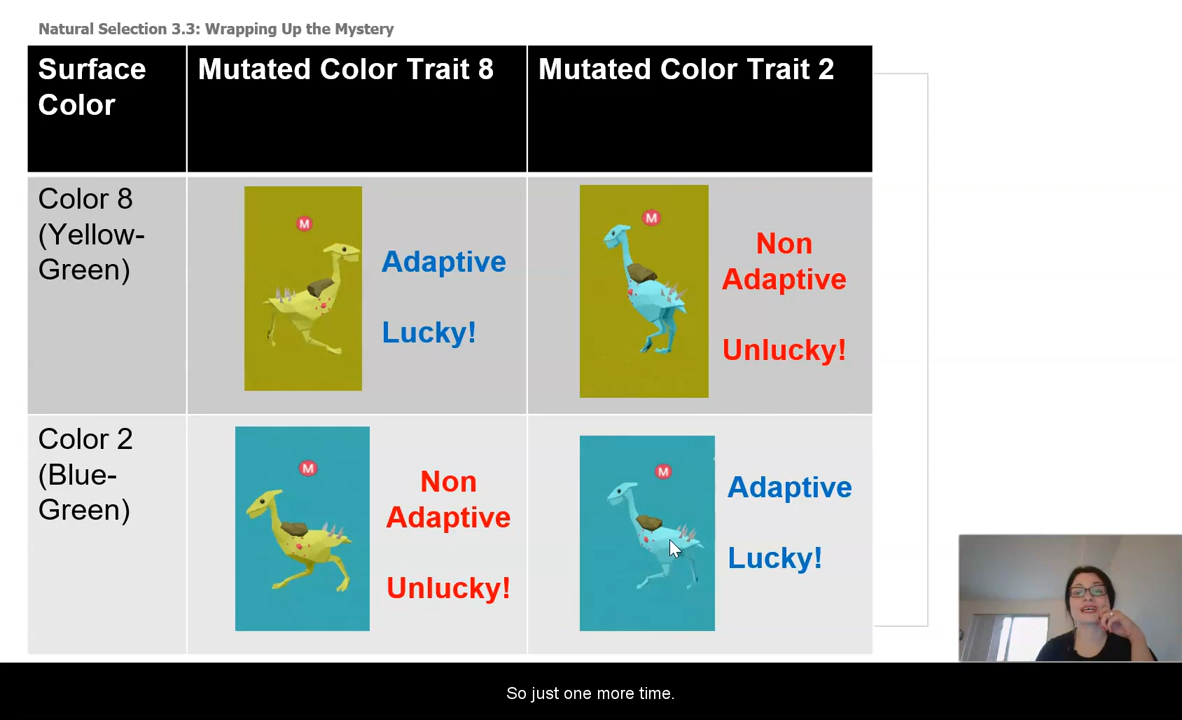 Natural Selection 3.3: Wrapping Up the Mystery
Surface
Color
Mutated Color Trait 8
Mutated Color Trait 2
Color 8
(Yellow-
Green)
M
Adaptive
Lucky!
M
Non
Adaptive
Unlucky!
Color 2
(Blue-
Green)
M
Non
Adaptive
Unlucky!
M
Adaptive
Lucky!
So just one more time.